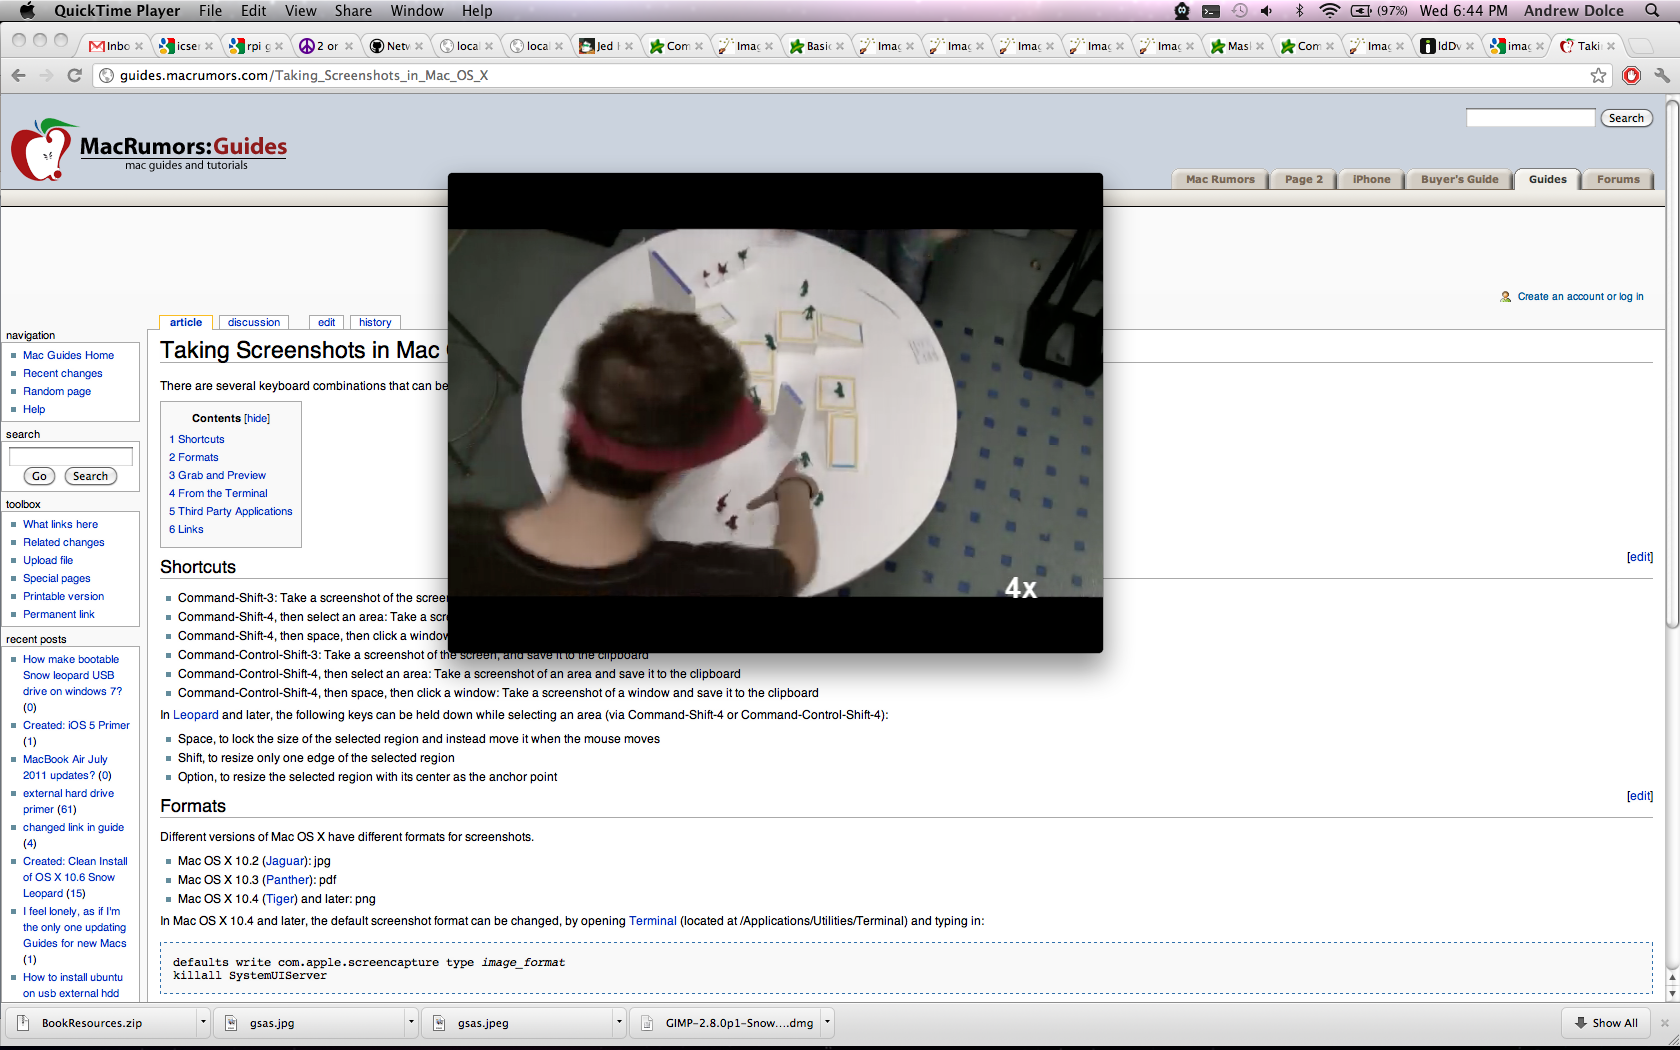 QuickTime Player File Edit View Share Window Help (97%) Wed 6:44 PM Andrew Dolce
Inbo icse rpi g 2 or Netv local local Jed Com Imag Basi Imag Imag Imag Imag Imag Mas Com Imag IdDv imag Taki
guides.macrumors.com/Taking_Screenshots_in_Mac_OS_X
Search
MacRumors:Guides
mac guides and tutorials
Mac Rumors Page 2 iPhone Buyer's Guide Guides Forums
Create an account or log in
article discussion edit history
navigation
Mac Guides Home
Recent changes
Random page
Help
search
Go Search
toolbox
What links here
Related changes
Upload file
Special pages
Printable version
Permanent link
recent posts
How make bootable
Snow leopard USB
drive on windows 7?
(0)
Created: iOS 5 Primer
(1)
MacBook Air July
2011 updates? (0)
external hard drive
primer (61)
changed link in guide
(4)
Created: Clean Install
of OS X 10.6 Snow
Leopard (15)
I feel lonely, as if I'm
the only one updating
Guides for new Macs
(1)
How to install ubuntu
on usb external hdd
Taking Screenshots in Mac
There are several keyboard combinations that can be
Contents [hide]
1 Shortcuts
2 Formats
3 Grab and Preview
4 From the Terminal
5 Third Party Applications
6 Links
4x
Shortcuts
[edit]
Command-Shift-3: Take a screenshot of the scree
Command-Shift-4, then select an area: Take a scr
Command-Shift-4, then space, then click a window
Command-Control-Shift-3: Take a screenshot of the screen, and save it to the clipboard
Command-Control-Shift-4, then select an area: Take a screenshot of an area and save it to the clipboard
Command-Control-Shift-4, then space, then click a window: Take a screenshot of a window and save it to the clipboard
In Leopard and later, the following keys can be held down while selecting an area (via Command-Shift-4 or Command-Control-Shift-4):
Space, to lock the size of the selected region and instead move it when the mouse moves
Shift, to resize only one edge of the selected region
Option, to resize the selected region with its center as the anchor point
Formats
[edit]
Different versions of Mac OS X have different formats for screenshots.
Mac OS X 10.2 (Jaguar): jpg
Mac OS X 10.3 (Panther): pdf
Mac OS X 10.4 (Tiger) and later: png
In Mac OS X 10.4 and later, the default screenshot format can be changed, by opening Terminal (located at /Applications/Utilities/Terminal) and typing in:
defaults write com.apple.screencapture type image_format
killall SystemUIServer
BookResources.zip gsas.jpg gsas.jpeg GIMP-2.8.0p1-Snow....dmg Show All